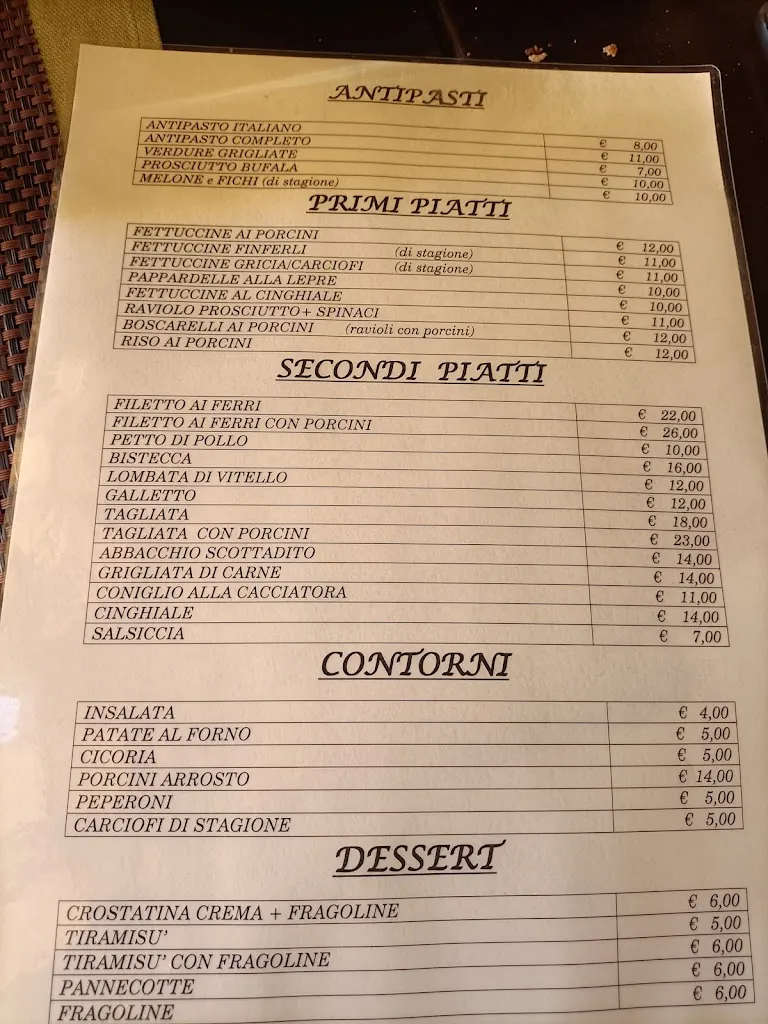 ANTIPASTI
ANTIPASTO ITALIANO € 8,00
ANTIPASTO COMPLETO € 11,00
VERDURE GRIGLIATE € 7,00
PROSCIUTTO BUFALA € 10,00
MELONE e FICHI (di stagione) € 10,00
PRIMI PIATTI
FETTUCCINE AI PORCINI € 12,00
FETTUCCINE FINFERLI (di stagione) € 11,00
FETTUCCINE GRICIA/CARCIOFI (di stagione) € 11,00
PAPPARDELLE ALLA LEPRE € 10,00
FETTUCCINE AL CINGHIALE € 10,00
RAVIOLO PROSCIUTTO+ SPINACI € 11,00
BOSCARELLI AI PORCINI (ravioli con porcini) € 12,00
RISO AI PORCINI € 12,00
SECONDI PIATTI
FILETTO AI FERRI € 22,00
FILETTO AI FERRI CON PORCINI € 26,00
PETTO DI POLLO € 10,00
BISTECCA € 16,00
LOMBATA DI VITELLO € 12,00
GALLETTO € 12,00
TAGLIATA € 18,00
TAGLIATA CON PORCINI € 23,00
ABBACCHIO SCOTTADITO € 14,00
GRIGLIATA DI CARNE € 14,00
CONIGLIO ALLA CACCIATORA € 11,00
CINGHIALE € 14,00
SALSICCIA € 7,00
CONTORNI
INSALATA € 4,00
PATATE AL FORNO € 5,00
CICORIA € 5,00
PORCINI ARROSTO € 14,00
PEPERONI € 5,00
CARCIOFI DI STAGIONE € 5,00
DESSERT
CROSTATINA CREMA + FRAGOLINE € 6,00
TIRAMISU’ € 5,00
TIRAMISU’ CON FRAGOLINE € 6,00
PANNECOTTE € 6,00
FRAGOLINE € 6,00